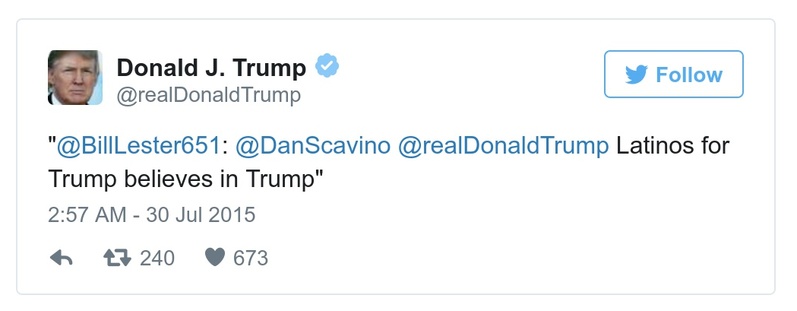 Donald J. Trump
@realDonaldTrump
Follow
"@BillLester651: @DanScavino @realDonaldTrump Latinos for
Trump believes in Trump"
2:57 AM - 30 Jul 2015
240 673